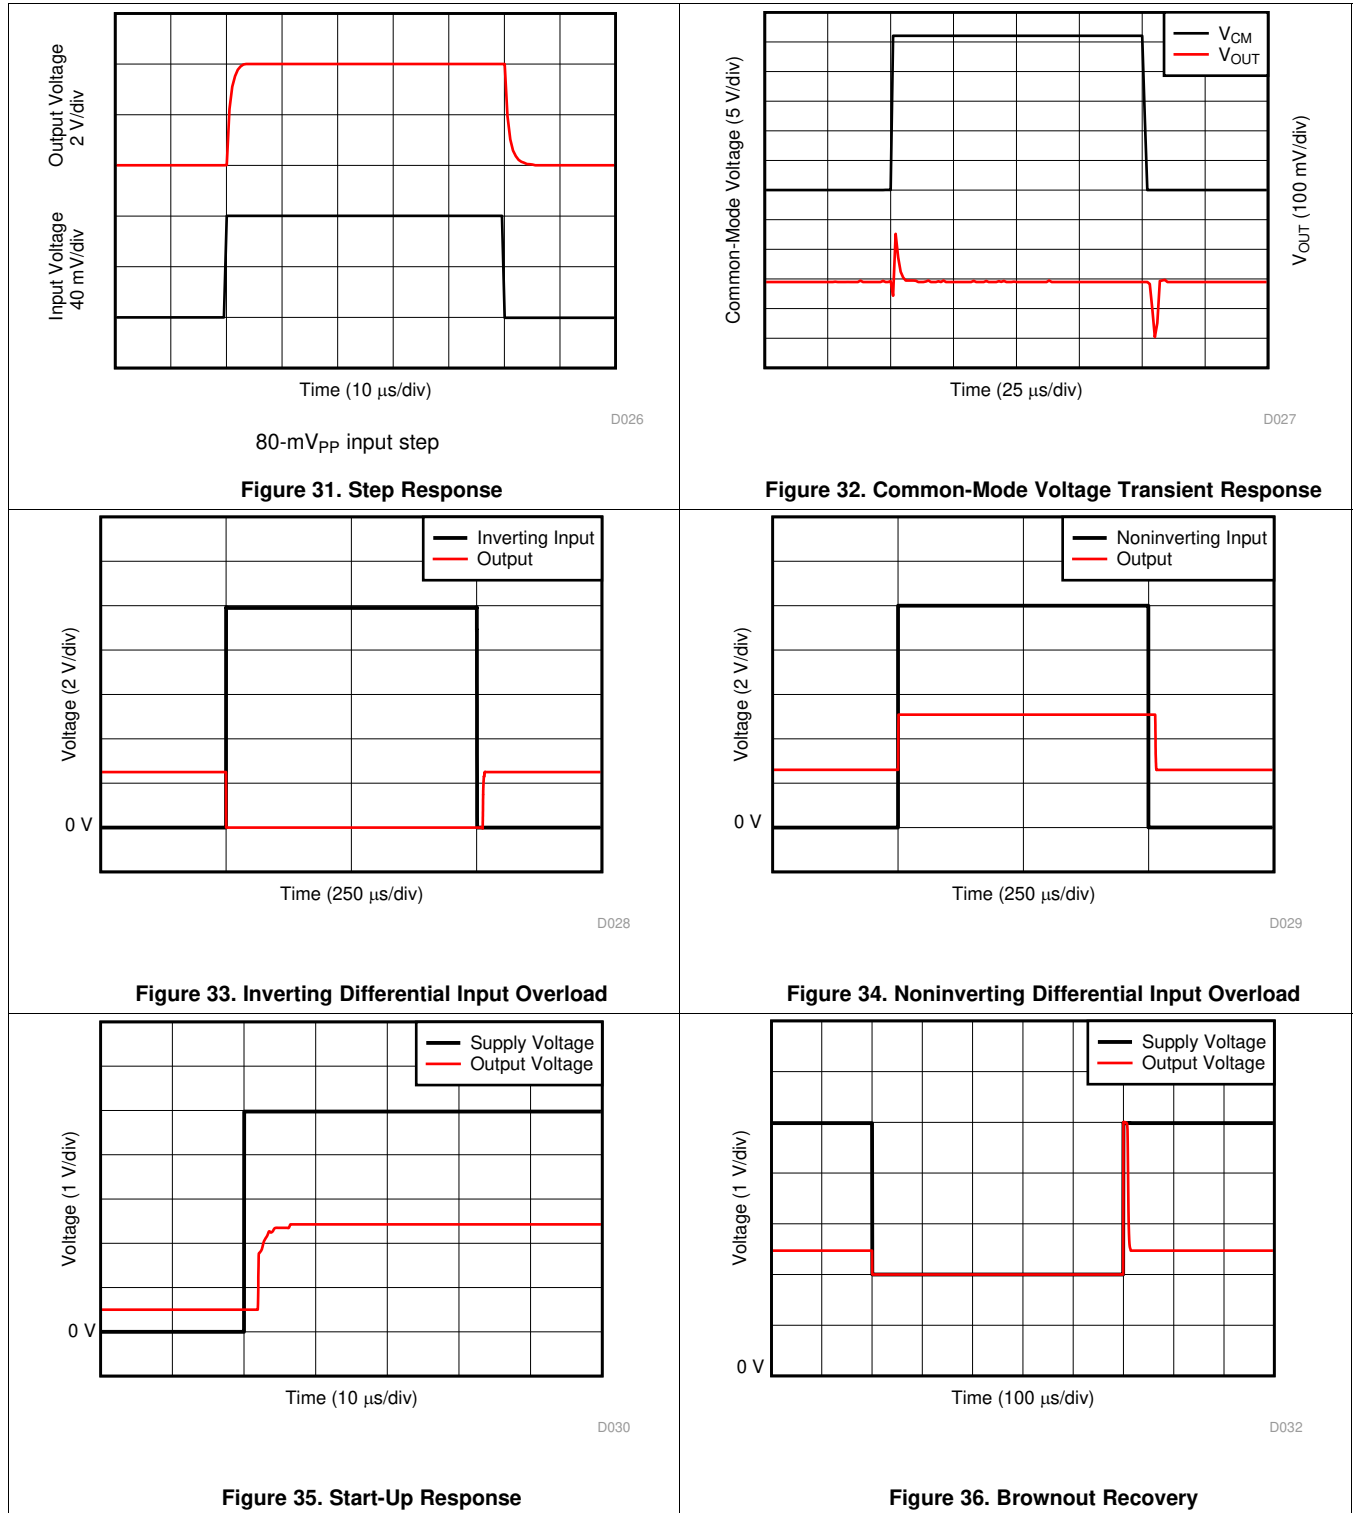 Output Voltage
2 V/div
Input Voltage
40 mV/div
Time (10 μs/div)
D026
80-mVPP input step
Figure 31. Step Response
VCM
VOUT
Common-Mode Voltage (5 V/div)
VOUT (100 mV/div)
Time (25 μs/div)
D027
Figure 32. Common-Mode Voltage Transient Response
Inverting Input
Output
Voltage (2 V/div)
0 V
Time (250 μs/div)
D028
Figure 33. Inverting Differential Input Overload
Noninverting Input
Output
Voltage (2 V/div)
0 V
Time (250 μs/div)
D029
Figure 34. Noninverting Differential Input Overload
Supply Voltage
Output Voltage
Voltage (1 V/div)
0 V
Time (10 μs/div)
D030
Figure 35. Start-Up Response
Supply Voltage
Output Voltage
Voltage (1 V/div)
0 V
Time (100 μs/div)
D032
Figure 36. Brownout Recovery